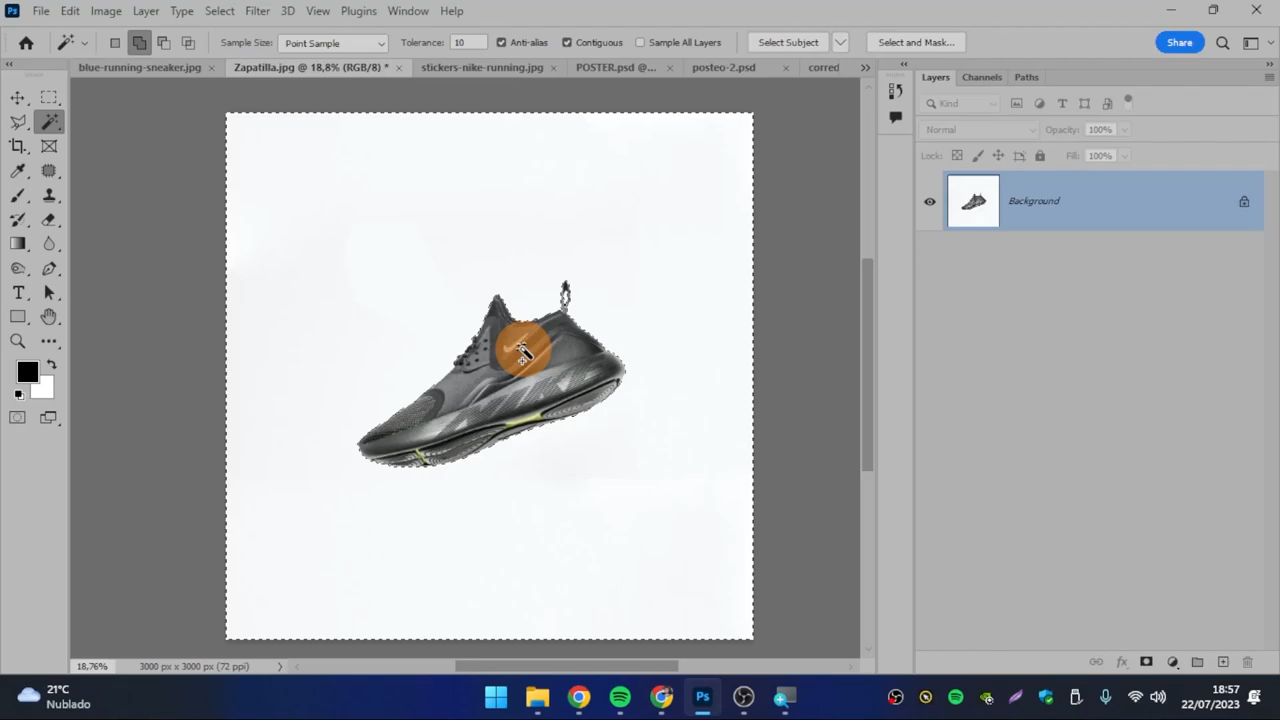 Ps File Edit Image Layer Type Select Filter 3D View Plugins Window Help
Sample Size: Point Sample Tolerance: 10 Anti-alias Contiguous Sample All Layers Select Subject Select and Mask... Share
blue-running-sneaker.jpg × Zapatilla.jpg @ 18,8% (RGB/8) * × stickers-nike-running.jpg × POSTER.psd @... × posteo-2.psd × corred
Layers Channels Paths
Kind
Normal Opacity: 100%
Lock: Fill: 100%
Background
T
18,76% 3000 px x 3000 px (72 ppi)
21°C
Nublado
Ps
18:57
22/07/2023